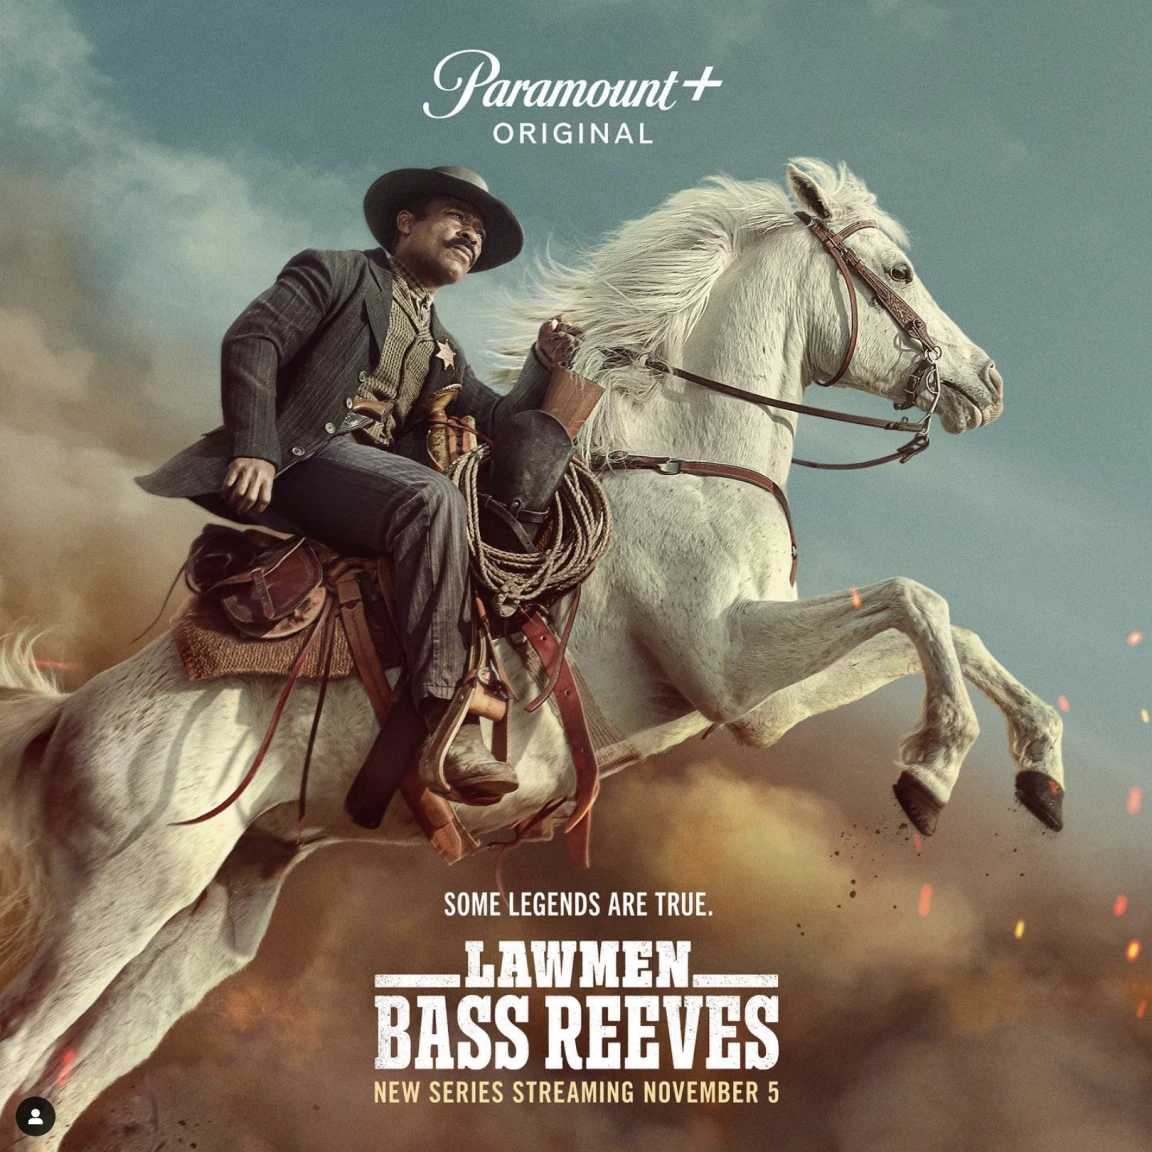 Paramount+
ORIGINAL
SOME LEGENDS ARE TRUE.
LAWMEN
BASS REEVES
NEW SERIES STREAMING NOVEMBER 5